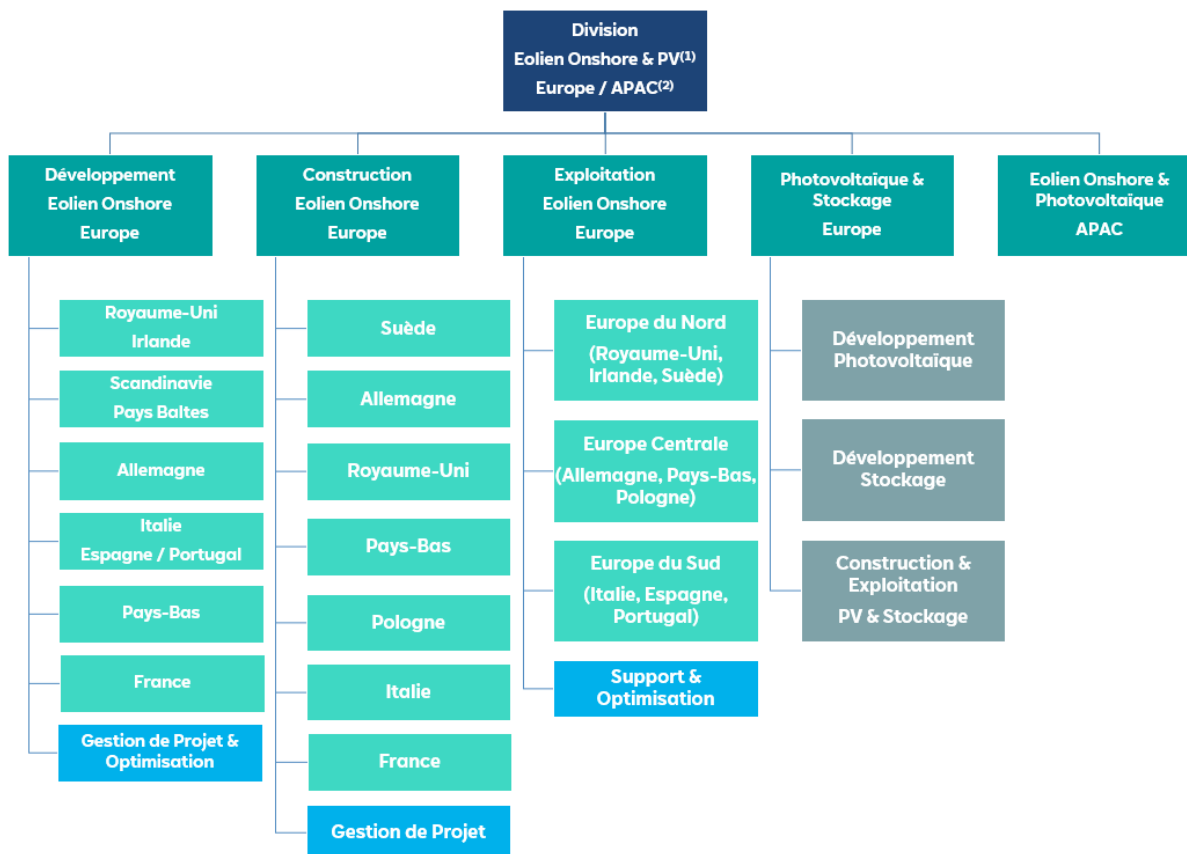 Division
Eolien Onshore & PV(1)
Europe / APAC(2)
Développement
Eolien Onshore
Europe
Construction
Eolien Onshore
Europe
Exploitation
Eolien Onshore
Europe
Photovoltaïque &
Stockage
Europe
Eolien Onshore &
Photovoltaïque
APAC
Royaume-Uni
Irlande
Scandinavie
Pays Baltes
Allemagne
Italie
Espagne / Portugal
Pays-Bas
France
Gestion de Projet &
Optimisation
Suède
Allemagne
Royaume-Uni
Pays-Bas
Pologne
Italie
France
Gestion de Projet
Europe du Nord
(Royaume-Uni,
Irlande, Suède)
Europe Centrale
(Allemagne, Pays-Bas,
Pologne)
Europe du Sud
(Italie, Espagne,
Portugal)
Support &
Optimisation
Développement
Photovoltaïque
Développement
Stockage
Construction &
Exploitation
PV & Stockage